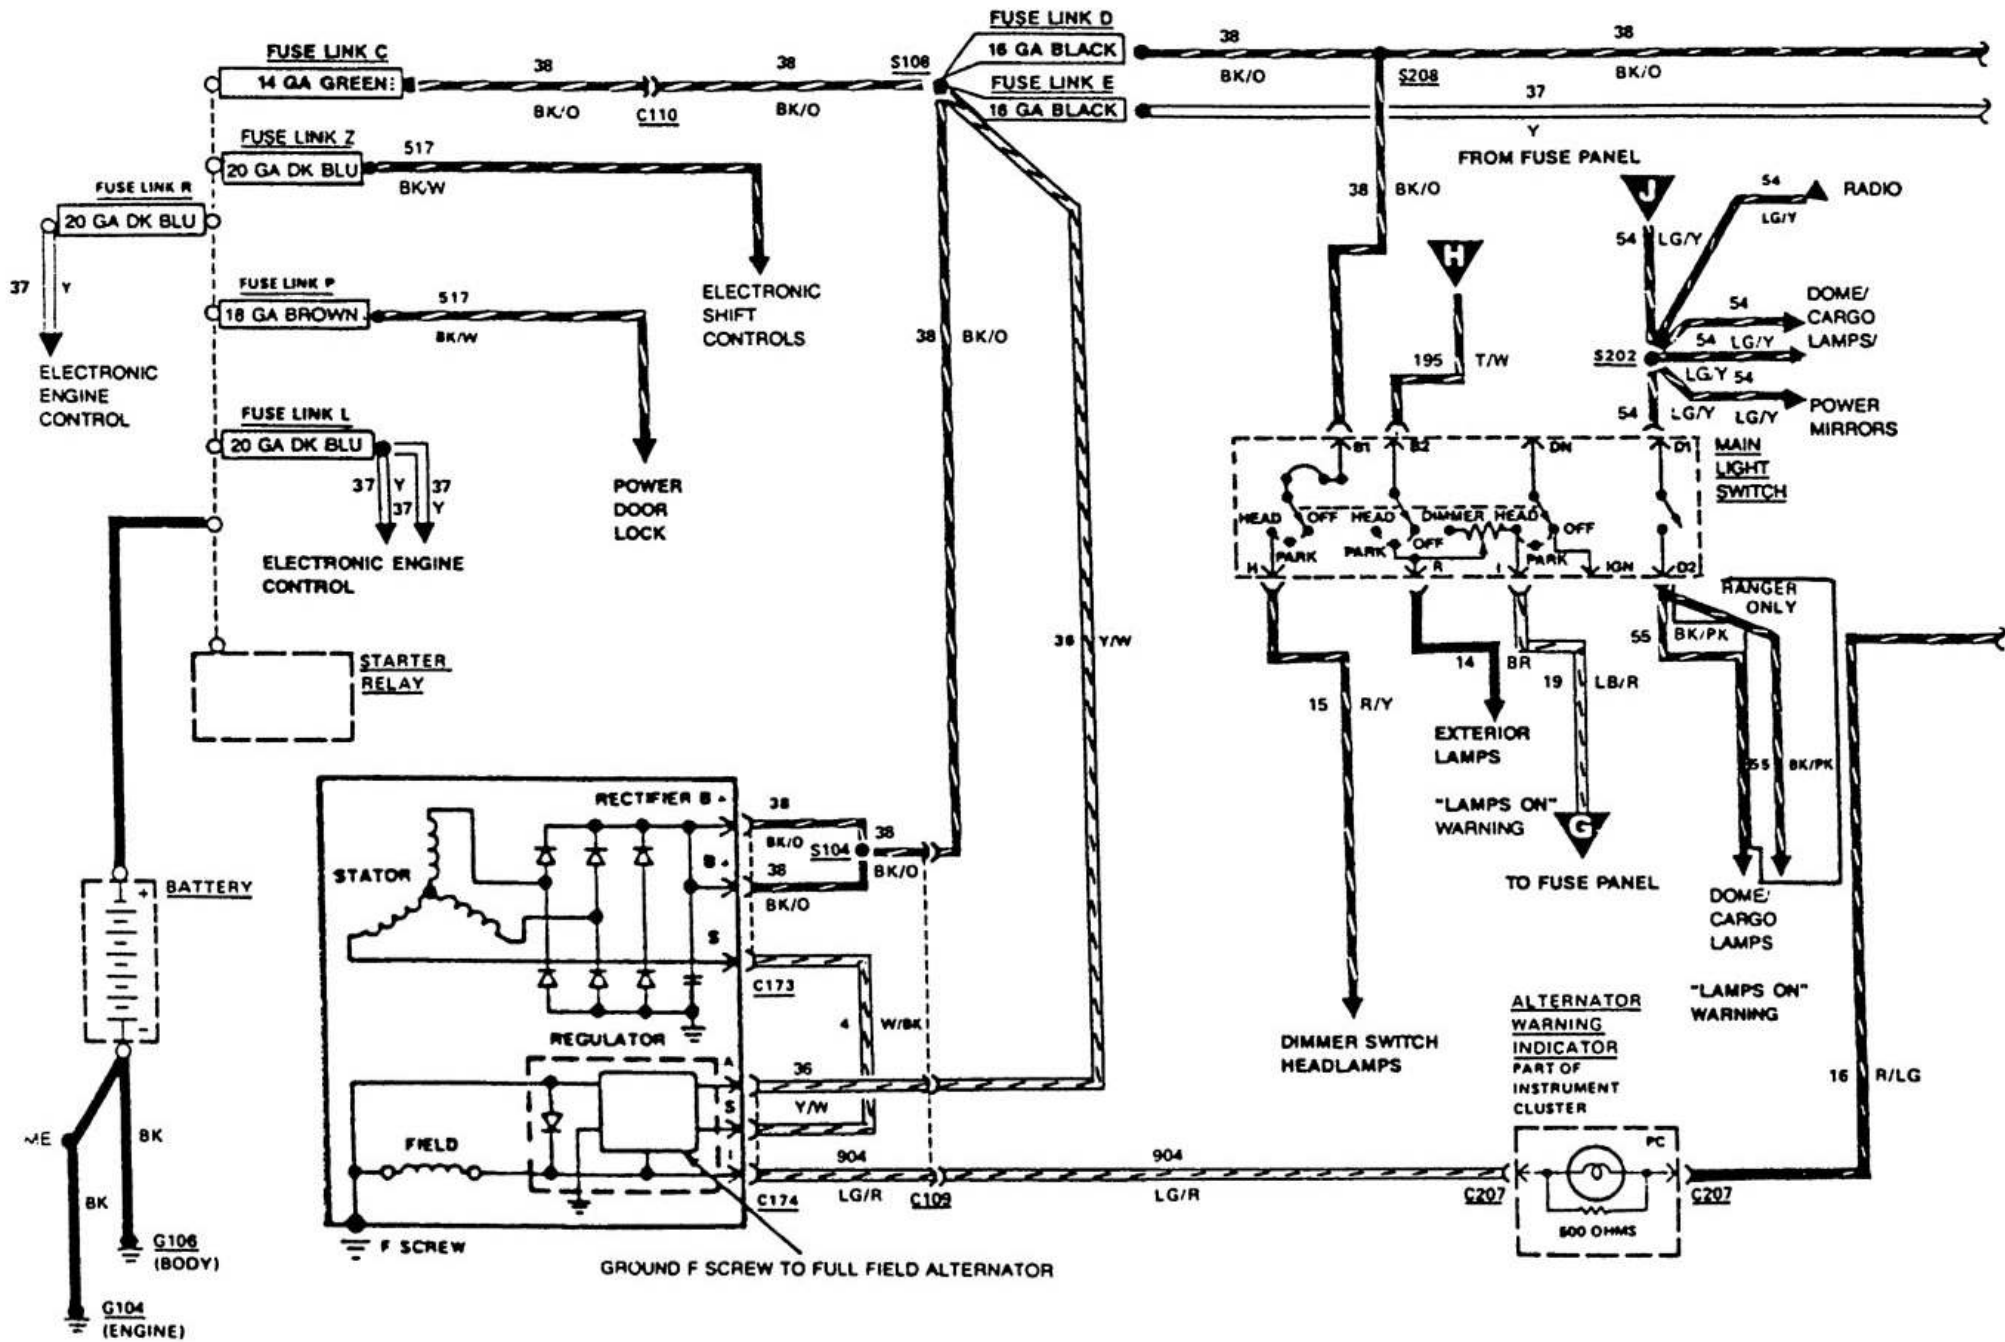 FUSE LINK C
14 GA GREEN
38
BK/O
C110
38
BK/O
S108
FUSE LINK D
16 GA BLACK
FUSE LINK E
16 GA BLACK
38
BK/O
S208
38
BK/O
37
Y
FUSE LINK Z
20 GA DK BLU
517
BK/W
FUSE LINK R
20 GA DK BLU
37
Y
ELECTRONIC
ENGINE
CONTROL
FUSE LINK P
18 GA BROWN
517
BK/W
ELECTRONIC
SHIFT
CONTROLS
FUSE LINK L
20 GA DK BLU
37
Y
37
37
Y
ELECTRONIC ENGINE
CONTROL
POWER
DOOR
LOCK
38
BK/O
36
Y/W
FROM FUSE PANEL
38
BK/O
H
195
T/W
J
54
LG/Y
54
LG/Y
RADIO
54
LG/Y
DOME/
CARGO
LAMPS/
54
LG/Y
S202
54
LG/Y
54
LG/Y
POWER
MIRRORS
MAIN
LIGHT
SWITCH
B1
B2
DN
D1
HEAD
OFF
PARK
HEAD
DIMMER
HEAD
OFF
PARK
OFF
PARK
H
R
I
IGN
D2
RANGER
ONLY
55
BK/PK
15
R/Y
14
BR
19
LB/R
EXTERIOR
LAMPS
"LAMPS ON"
WARNING
G
TO FUSE PANEL
55
BK/PK
DOME/
CARGO
LAMPS
"LAMPS ON"
WARNING
DIMMER SWITCH
HEADLAMPS
STARTER
RELAY
BATTERY
+
-
BK
BK
G106
(BODY)
G104
(ENGINE)
RECTIFIER B +
STATOR
B +
S
38
BK/O
38
BK/O
S104
38
BK/O
C173
4
W/BK
REGULATOR
A
S
I
36
Y/W
FIELD
904
LG/R
C174
C109
904
LG/R
F SCREW
GROUND F SCREW TO FULL FIELD ALTERNATOR
ALTERNATOR
WARNING
INDICATOR
PART OF
INSTRUMENT
CLUSTER
PC
500 OHMS
C207
C207
16
R/LG